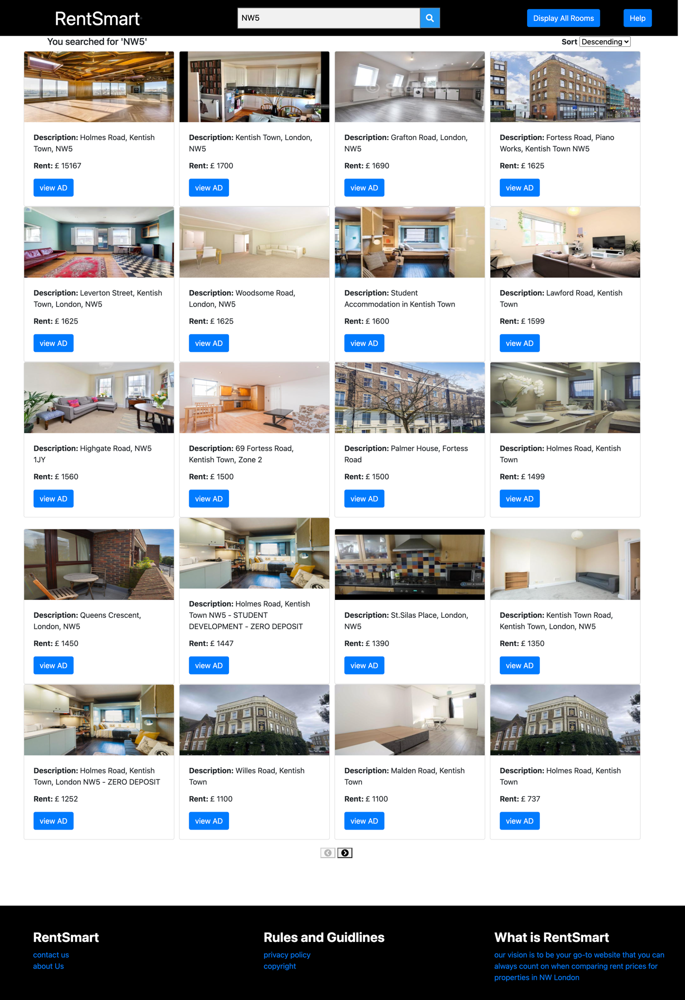 RentSmart
NW5
Display All Rooms
Help
You searched for 'NW5'
Sort Descending
Description: Holmes Road, Kentish
Town, NW5
Rent: £ 15167
view AD
Description: Kentish Town, London,
NW5
Rent: £ 1700
view AD
Description: Grafton Road, London,
NW5
Rent: £ 1690
view AD
Description: Fortess Road, Piano
Works, Kentish Town NW5
Rent: £ 1625
view AD
Description: Leverton Street, Kentish
Town, London, NW5
Rent: £ 1625
view AD
Description: Woodsome Road,
London, NW5
Rent: £ 1625
view AD
Description: Student
Accommodation in Kentish Town
Rent: £ 1600
view AD
Description: Lawford Road, Kentish
Town
Rent: £ 1599
view AD
Description: Highgate Road, NW5
1JY
Rent: £ 1560
view AD
Description: 69 Fortess Road,
Kentish Town, Zone 2
Rent: £ 1500
view AD
Description: Palmer House, Fortess
Road
Rent: £ 1500
view AD
Description: Holmes Road, Kentish
Town
Rent: £ 1499
view AD
Description: Queens Crescent,
London, NW5
Rent: £ 1450
view AD
Description: Holmes Road, Kentish
Town NW5 - STUDENT
DEVELOPMENT - ZERO DEPOSIT
Rent: £ 1447
view AD
Description: St.Silas Place, London,
NW5
Rent: £ 1390
view AD
Description: Kentish Town Road,
Kentish Town, London, NW5
Rent: £ 1350
view AD
Description: Holmes Road, Kentish
Town, London NW5 - ZERO DEPOSIT
Rent: £ 1252
view AD
Description: Willes Road, Kentish
Town
Rent: £ 1100
view AD
Description: Malden Road, Kentish
Town
Rent: £ 1100
view AD
Description: Holmes Road, Kentish
Town
Rent: £ 737
view AD
RentSmart
contact us
about Us
Rules and Guidlines
privacy policy
copyright
What is RentSmart
our vision is to be your go-to website that you can
always count on when comparing rent prices for
properties in NW London